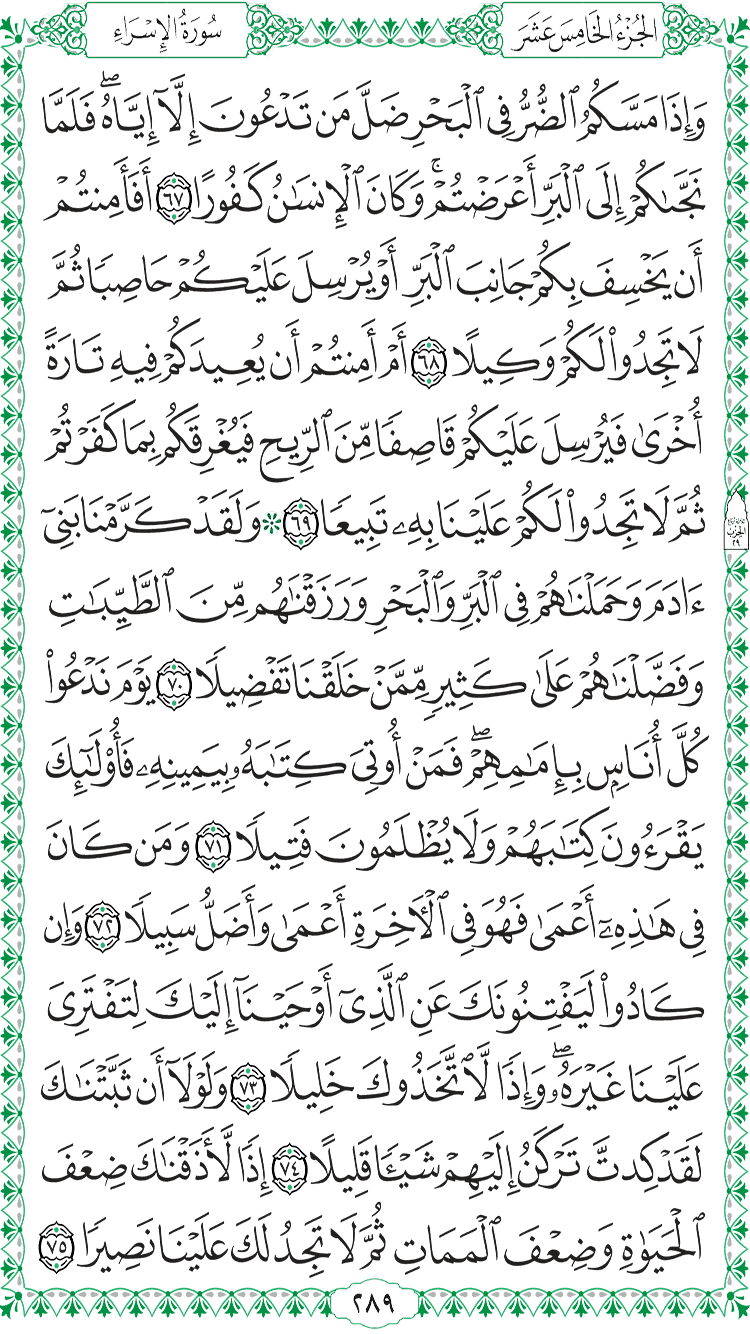 الجُزْءُ الخَامِسَ عَشَرَ
سُورَةُ الإِسْرَاءِ
وَإِذَا مَسَّكُمُ ٱلضُّرُّ فِى ٱلْبَحْرِ ضَلَّ مَن تَدْعُونَ إِلَّآ إِيَّاهُ ۖ فَلَمَّا
نَجَّىٰكُمْ إِلَى ٱلْبَرِّ أَعْرَضْتُمْ ۚ وَكَانَ ٱلْإِنسَٰنُ كَفُورًا ٦٧ أَفَأَمِنتُمْ
أَن يَخْسِفَ بِكُمْ جَانِبَ ٱلْبَرِّ أَوْ يُرْسِلَ عَلَيْكُمْ حَاصِبًا ثُمَّ
لَا تَجِدُوا۟ لَكُمْ وَكِيلًا ٦٨ أَمْ أَمِنتُمْ أَن يُعِيدَكُمْ فِيهِ تَارَةً
أُخْرَىٰ فَيُرْسِلَ عَلَيْكُمْ قَاصِفًا مِّنَ ٱلرِّيحِ فَيُغْرِقَكُم بِمَا كَفَرْتُمْ
ثُمَّ لَا تَجِدُوا۟ لَكُمْ عَلَيْنَا بِهِۦ تَبِيعًا ٦٩ ۞ وَلَقَدْ كَرَّمْنَا بَنِىٓ
ءَادَمَ وَحَمَلْنَٰهُمْ فِى ٱلْبَرِّ وَٱلْبَحْرِ وَرَزَقْنَٰهُم مِّنَ ٱلطَّيِّبَٰتِ
وَفَضَّلْنَٰهُمْ عَلَىٰ كَثِيرٍ مِّمَّنْ خَلَقْنَا تَفْضِيلًا ٧٠ يَوْمَ نَدْعُوا۟
كُلَّ أُنَاسٍۭ بِإِمَٰمِهِمْ ۖ فَمَنْ أُوتِىَ كِتَٰبَهُۥ بِيَمِينِهِۦ فَأُو۟لَٰٓئِكَ
يَقْرَءُونَ كِتَٰبَهُمْ وَلَا يُظْلَمُونَ فَتِيلًا ٧١ وَمَن كَانَ
فِى هَٰذِهِۦٓ أَعْمَىٰ فَهُوَ فِى ٱلْءَاخِرَةِ أَعْمَىٰ وَأَضَلُّ سَبِيلًا ٧٢ وَإِن
كَادُوا۟ لَيَفْتِنُونَكَ عَنِ ٱلَّذِىٓ أَوْحَيْنَآ إِلَيْكَ لِتَفْتَرِىَ
عَلَيْنَا غَيْرَهُۥ ۖ وَإِذًا لَّٱتَّخَذُوكَ خَلِيلًا ٧٣ وَلَوْلَآ أَن ثَبَّتْنَٰكَ
لَقَدْ كِدتَّ تَرْكَنُ إِلَيْهِمْ شَيْـًٔا قَلِيلًا ٧٤ إِذًا لَّأَذَقْنَٰكَ ضِعْفَ
ٱلْحَيَوٰةِ وَضِعْفَ ٱلْمَمَاتِ ثُمَّ لَا تَجِدُ لَكَ عَلَيْنَا نَصِيرًا ٧٥
٢٨٩